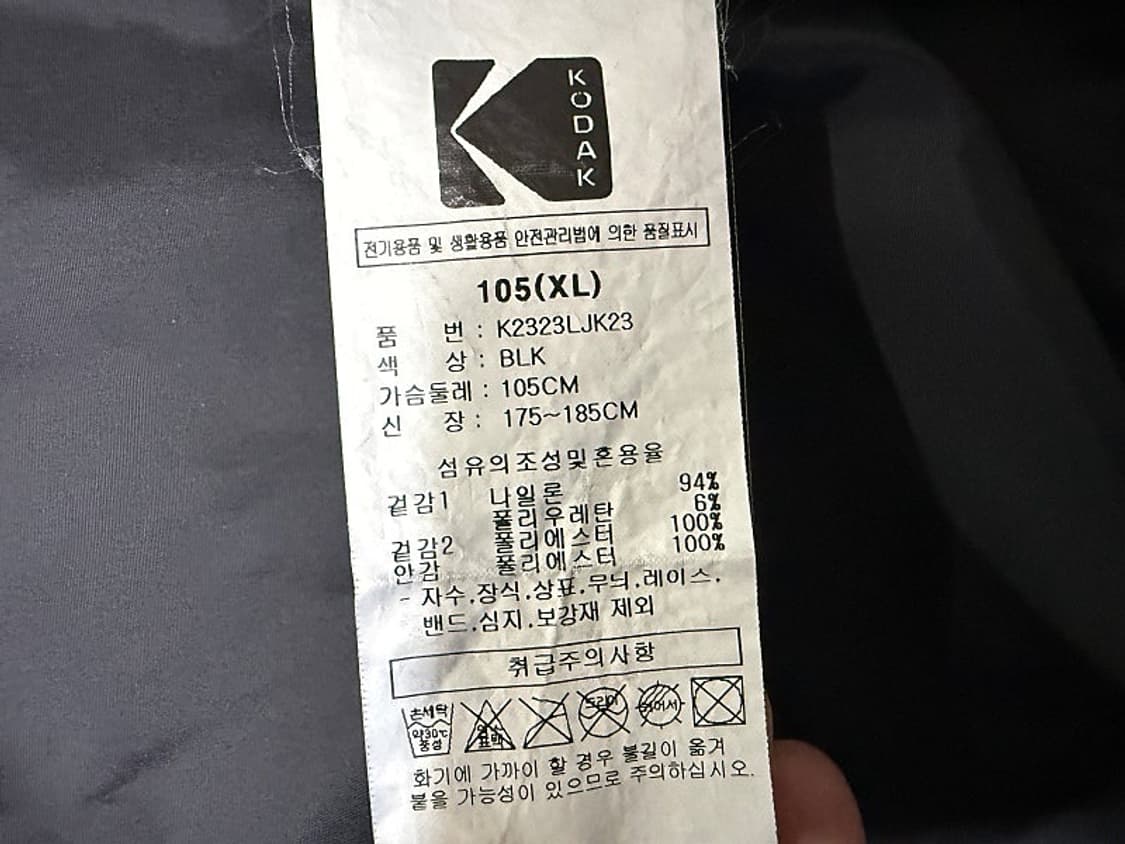 KODAK
전기용품 및 생활용품 안전관리법에 의한 품질표시
105(XL)
품 번 : K2323LJK23
색 상 : BLK
가슴둘레 : 105CM
신 장 : 175~185CM
섬유의조성및혼용율
겉감1 나일론 94%
폴리우레탄 6%
겉감2 폴리에스터 100%
안감 폴리에스터 100%
- 자수.장식.상표.무늬.레이스.
밴드.심지.보강재 제외
취급주의사항
손세탁 약30℃ 중성
염소 표백
드라이
뉘어서
화기에 가까이 할 경우 불길이 옮겨
붙을 가능성이 있으므로 주의하십시오.